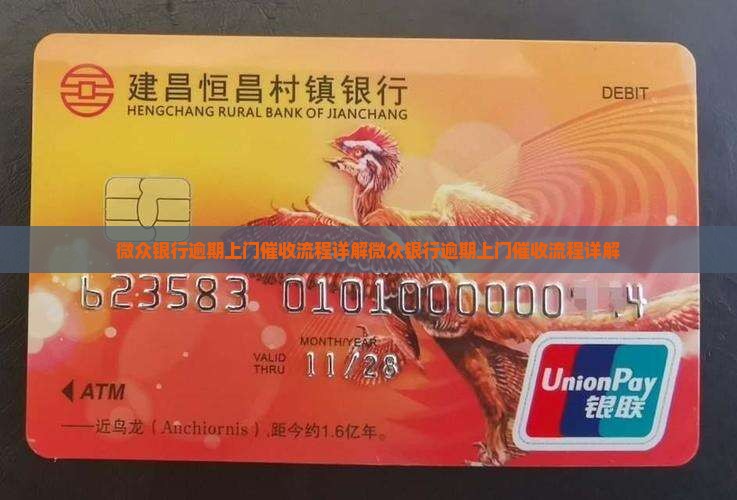 建昌恒昌村镇银行
HENGCHANG RURAL BANK OF JIANCHANG
DEBIT
微众银行逾期上门催收流程详解微众银行逾期上门催收流程详解
623583 0101000000 4
MONTH/YEAR
VALID THRU 11/28
ATM
UnionPay
银联
——近鸟龙（Anchiornis）,距今约1.6亿年。